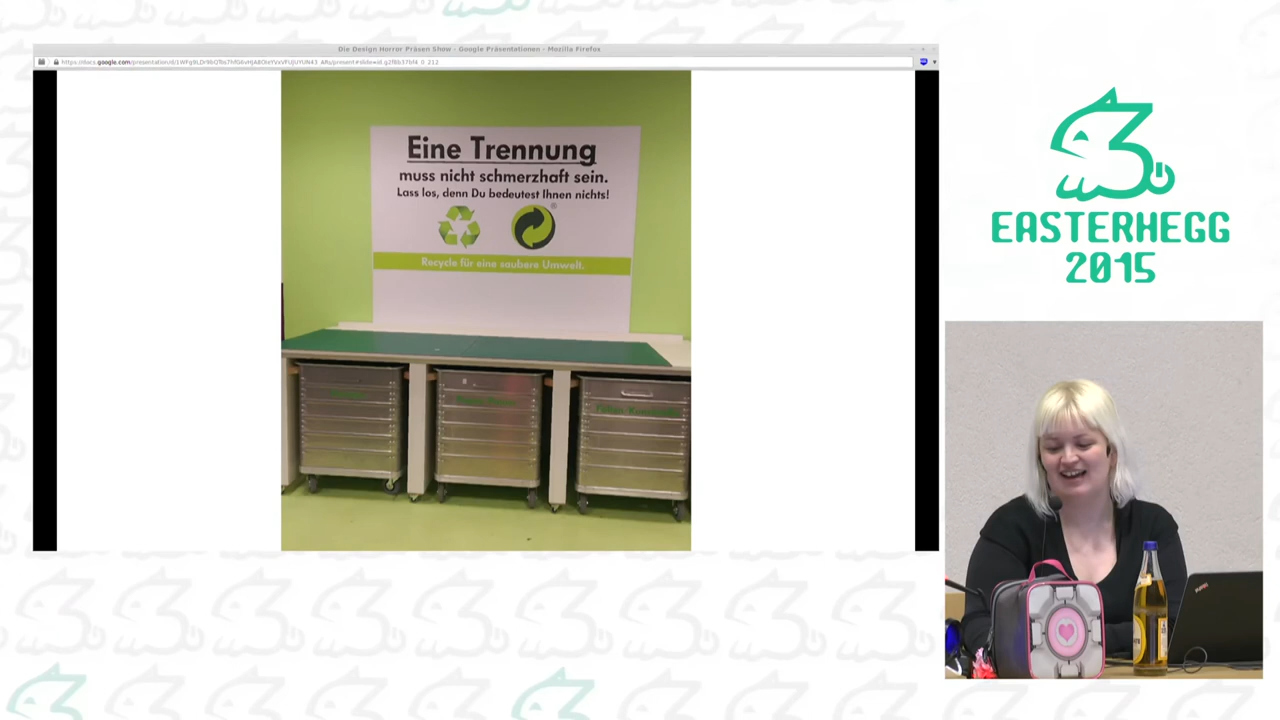 Die Design Horror Präsen Show - Google Präsentationen - Mozilla Firefox
Eine Trennung
muss nicht schmerzhaft sein.
Lass los, denn Du bedeutest Ihnen nichts!
®
Recycle für eine saubere Umwelt.
EASTERHEGG
2015